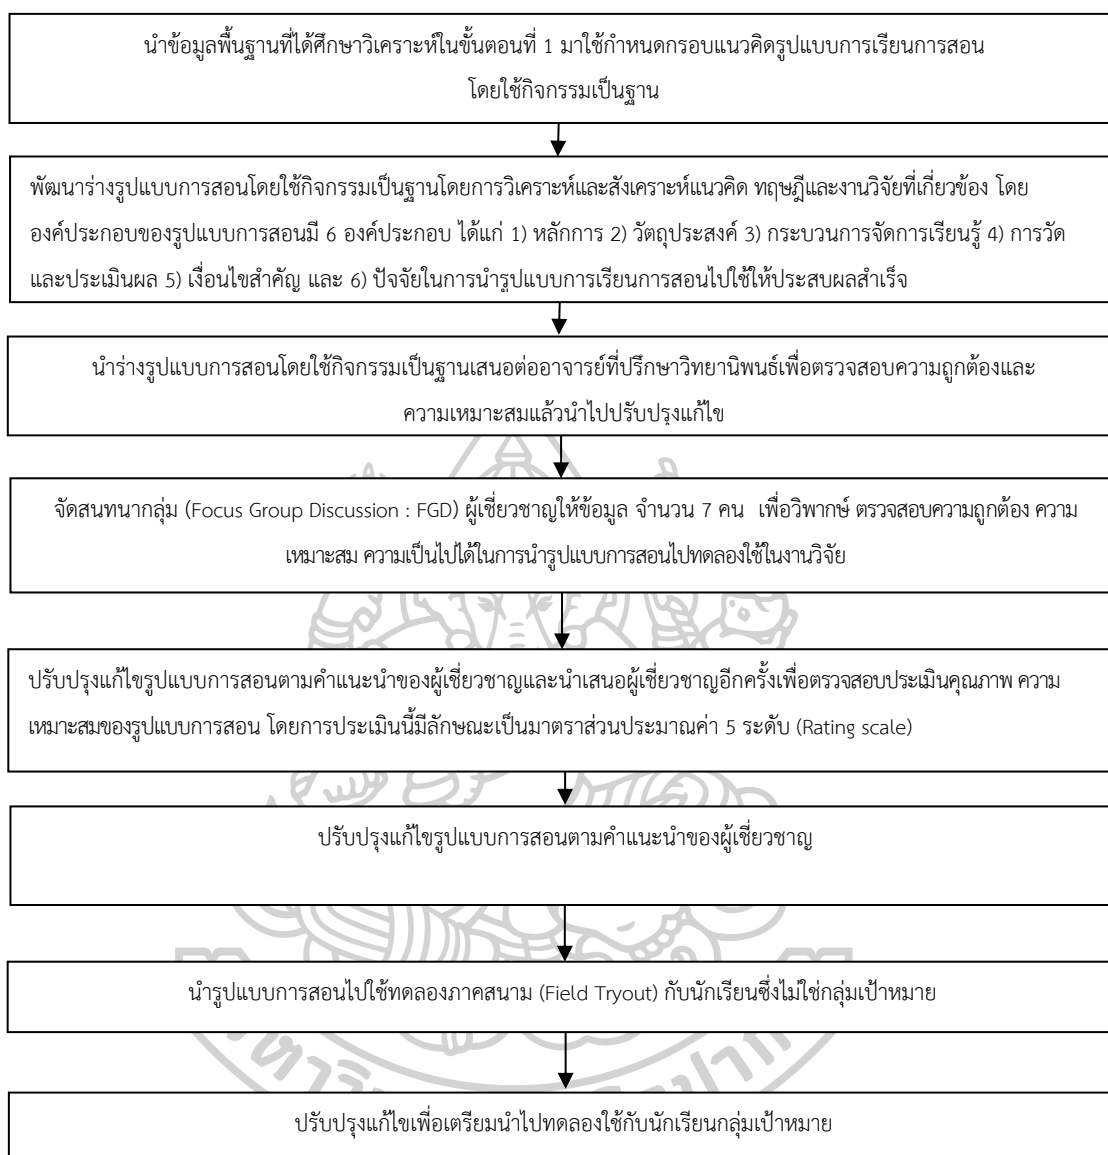 นำข้อมูลพื้นฐานที่ได้ศึกษาวิเคราะห์ในขั้นตอนที่ 1 มาใช้กำหนดกรอบแนวคิดรูปแบบการเรียนการสอน
โดยใช้กิจกรรมเป็นฐาน
พัฒนาร่างรูปแบบการสอนโดยใช้กิจกรรมเป็นฐานโดยการวิเคราะห์และสังเคราะห์แนวคิด ทฤษฎีและงานวิจัยที่เกี่ยวข้อง โดย
องค์ประกอบของรูปแบบการสอนมี 6 องค์ประกอบ ได้แก่ 1) หลักการ 2) วัตถุประสงค์ 3) กระบวนการจัดการเรียนรู้ 4) การวัด
และประเมินผล 5) เงื่อนไขสำคัญ และ 6) ปัจจัยในการนำรูปแบบการเรียนการสอนไปใช้ให้ประสบผลสำเร็จ
นำร่างรูปแบบการสอนโดยใช้กิจกรรมเป็นฐานเสนอต่ออาจารย์ที่ปรึกษาวิทยานิพนธ์เพื่อตรวจสอบความถูกต้องและ
ความเหมาะสมแล้วนำไปปรับปรุงแก้ไข
จัดสนทนากลุ่ม (Focus Group Discussion : FGD) ผู้เชี่ยวชาญให้ข้อมูล จำนวน 7 คน เพื่อวิพากษ์ ตรวจสอบความถูกต้อง ความ
เหมาะสม ความเป็นไปได้ในการนำรูปแบบการสอนไปทดลองใช้ในงานวิจัย
ปรับปรุงแก้ไขรูปแบบการสอนตามคำแนะนำของผู้เชี่ยวชาญและนำเสนอผู้เชี่ยวชาญอีกครั้งเพื่อตรวจสอบประเมินคุณภาพ ความ
เหมาะสมของรูปแบบการสอน โดยการประเมินนี้มีลักษณะเป็นมาตราส่วนประมาณค่า 5 ระดับ (Rating scale)
ปรับปรุงแก้ไขรูปแบบการสอนตามคำแนะนำของผู้เชี่ยวชาญ
นำรูปแบบการสอนไปใช้ทดลองภาคสนาม (Field Tryout) กับนักเรียนซึ่งไม่ใช่กลุ่มเป้าหมาย
ปรับปรุงแก้ไขเพื่อเตรียมนำไปทดลองใช้กับนักเรียนกลุ่มเป้าหมาย